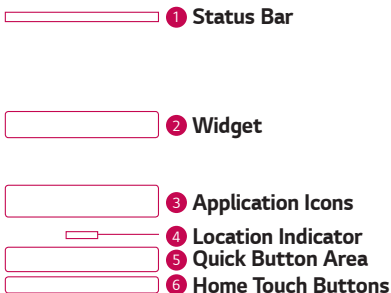 1 Status Bar
2 Widget
3 Application Icons
4 Location Indicator
5 Quick Button Area
6 Home Touch Buttons